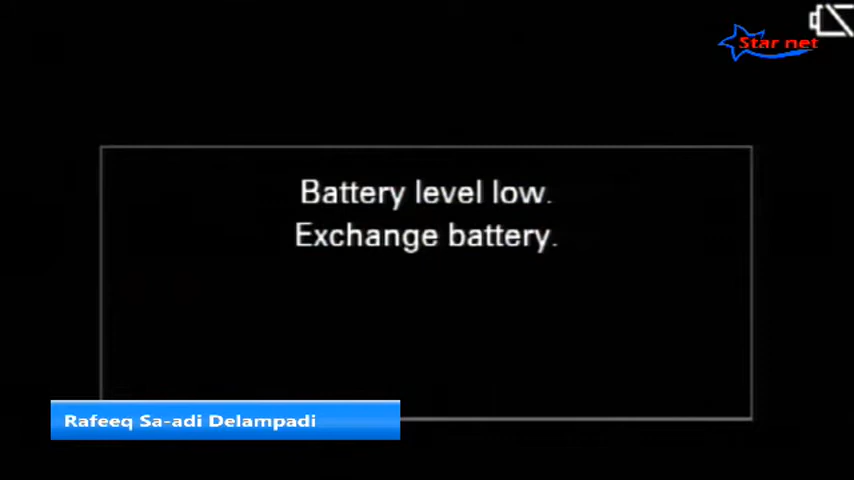 Star net
Battery level low.
Exchange battery.
Rafeeq Sa-adi Delampadi